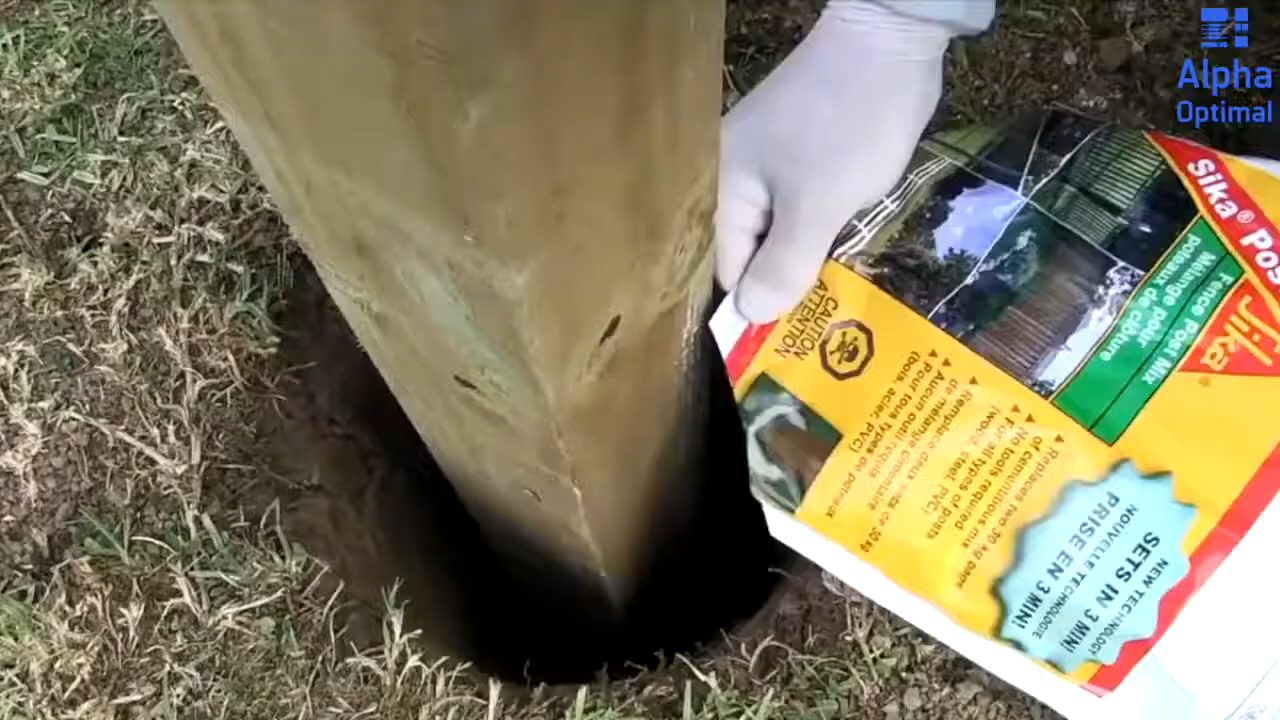 Alpha
Optimal
Sika® Pos
Sika
Fence Post Mix
Mélange pour
poteaux de clôture
CAUTION
ATTENTION
▲ Replaces two 30 kg bags
of cementitious mix
▲ No tools required
▲ For all types of posts
(wood, steel, PVC)
▲ Remplace deux sacs de 30 kg
de mélange cimentaire
▲ Aucun outil requis
▲ Pour tous types de poteaux
(bois, acier, PVC)
NEW TECHNOLOGY
SETS IN 3 MIN!
NOUVELLE TECHNOLOGIE
PRISE EN 3 MIN!